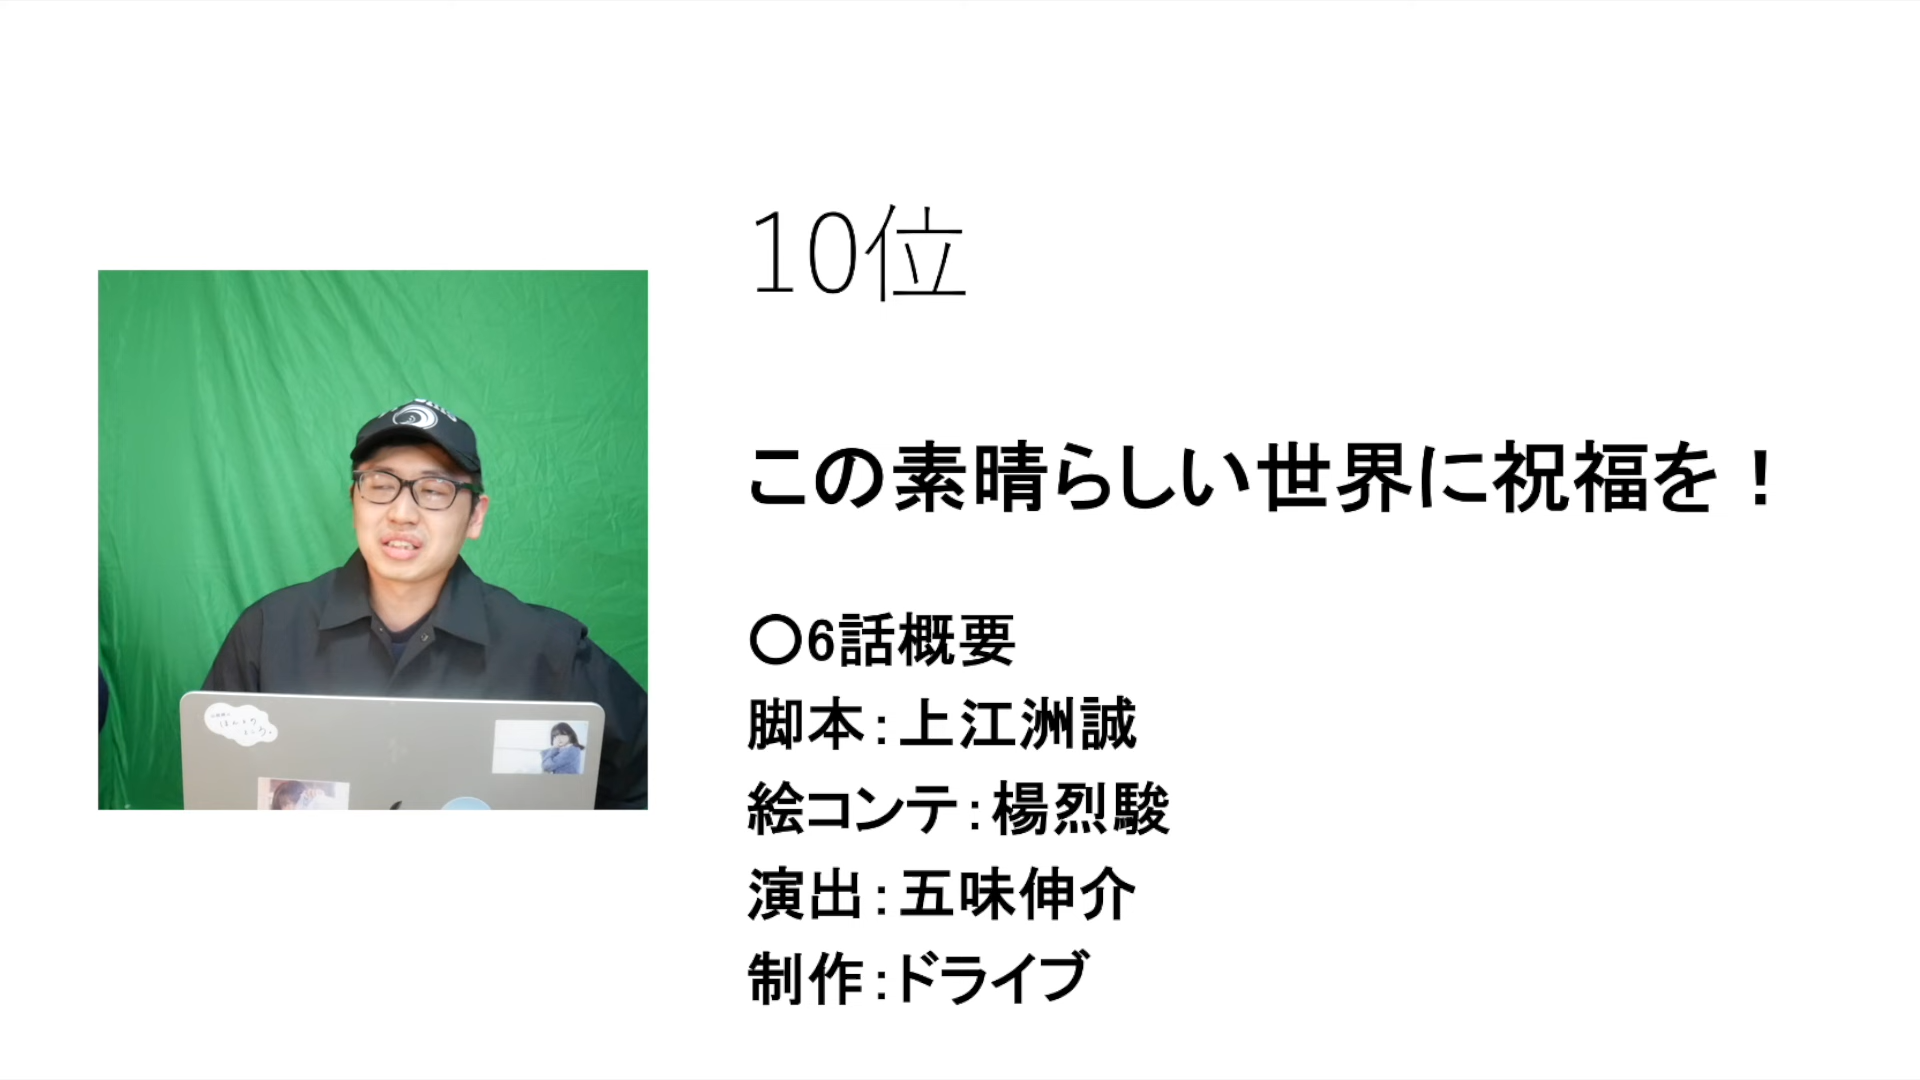 10位
この素晴らしい世界に祝福を！
〇6話概要
脚本：上江洲誠
絵コンテ：楊烈駿
演出：五味伸介
制作：ドライブ